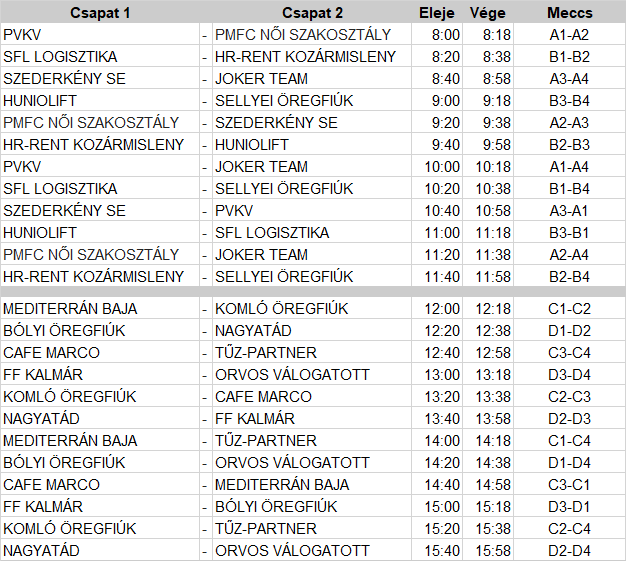 Csapat 1 Csapat 2 Eleje Vége Meccs
PVKV - PMFC NŐI SZAKOSZTÁLY 8:00 8:18 A1-A2
SFL LOGISZTIKA - HR-RENT KOZÁRMISLENY 8:20 8:38 B1-B2
SZEDERKÉNY SE - JOKER TEAM 8:40 8:58 A3-A4
HUNIOLIFT - SELLYEI ÖREGFIÚK 9:00 9:18 B3-B4
PMFC NŐI SZAKOSZTÁLY - SZEDERKÉNY SE 9:20 9:38 A2-A3
HR-RENT KOZÁRMISLENY - HUNIOLIFT 9:40 9:58 B2-B3
PVKV - JOKER TEAM 10:00 10:18 A1-A4
SFL LOGISZTIKA - SELLYEI ÖREGFIÚK 10:20 10:38 B1-B4
SZEDERKÉNY SE - PVKV 10:40 10:58 A3-A1
HUNIOLIFT - SFL LOGISZTIKA 11:00 11:18 B3-B1
PMFC NŐI SZAKOSZTÁLY - JOKER TEAM 11:20 11:38 A2-A4
HR-RENT KOZÁRMISLENY - SELLYEI ÖREGFIÚK 11:40 11:58 B2-B4
MEDITERRÁN BAJA - KOMLÓ ÖREGFIÚK 12:00 12:18 C1-C2
BÓLYI ÖREGFIÚK - NAGYATÁD 12:20 12:38 D1-D2
CAFE MARCO - TŰZ-PARTNER 12:40 12:58 C3-C4
FF KALMÁR - ORVOS VÁLOGATOTT 13:00 13:18 D3-D4
KOMLÓ ÖREGFIÚK - CAFE MARCO 13:20 13:38 C2-C3
NAGYATÁD - FF KALMÁR 13:40 13:58 D2-D3
MEDITERRÁN BAJA - TŰZ-PARTNER 14:00 14:18 C1-C4
BÓLYI ÖREGFIÚK - ORVOS VÁLOGATOTT 14:20 14:38 D1-D4
CAFE MARCO - MEDITERRÁN BAJA 14:40 14:58 C3-C1
FF KALMÁR - BÓLYI ÖREGFIÚK 15:00 15:18 D3-D1
KOMLÓ ÖREGFIÚK - TŰZ-PARTNER 15:20 15:38 C2-C4
NAGYATÁD - ORVOS VÁLOGATOTT 15:40 15:58 D2-D4